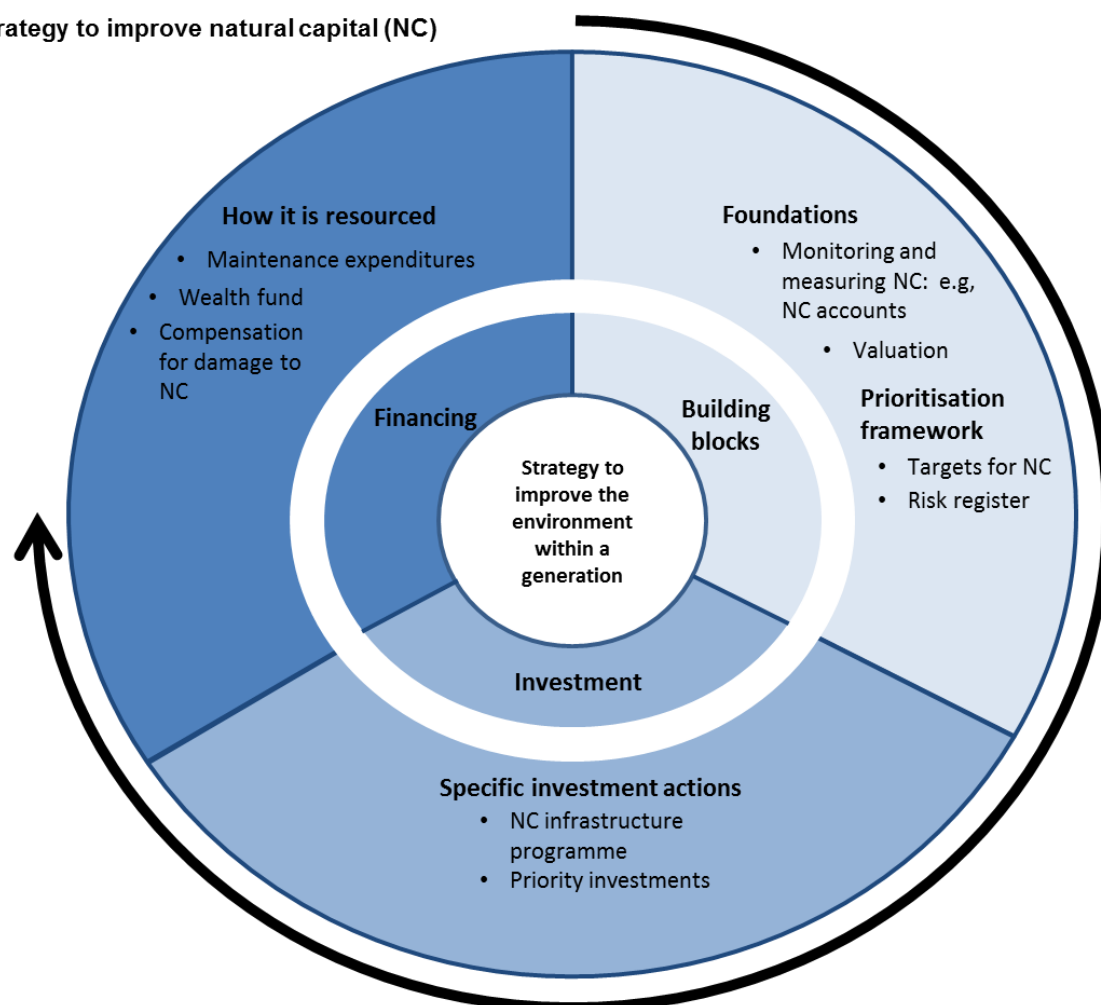 rategy to improve natural capital (NC)
How it is resourced
• Maintenance expenditures
• Wealth fund
• Compensation
for damage to
NC
Foundations
• Monitoring and
measuring NC: e.g,
NC accounts
• Valuation
Prioritisation
framework
• Targets for NC
• Risk register
Financing
Building
blocks
Strategy to
improve the
environment
within a
generation
Investment
Specific investment actions
• NC infrastructure
programme
• Priority investments